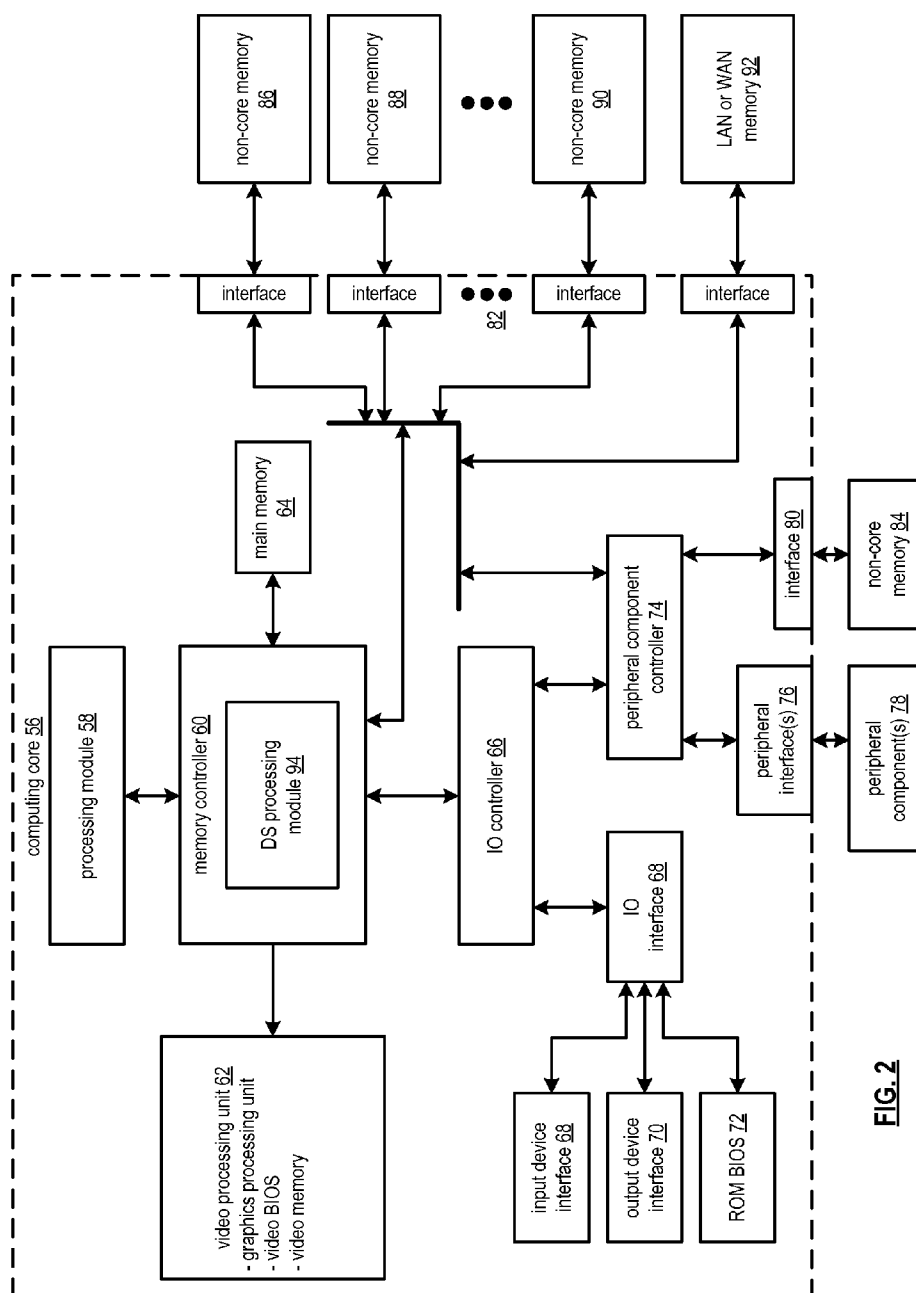 computing core 56
processing module 58
memory controller 60
DS processing
module 94
main memory
64
video processing unit 62
- graphics processing unit
- video BIOS
- video memory
IO controller 66
IO
interface 68
peripheral component
controller 74
input device
interface 68
output device
interface 70
ROM BIOS 72
peripheral interface(s) 76
interface 80
peripheral
component(s) 78
non-core
memory 84
interface
interface
82
interface
interface
non-core memory
86
non-core memory
88
non-core memory
90
LAN or WAN
memory 92
FIG. 2